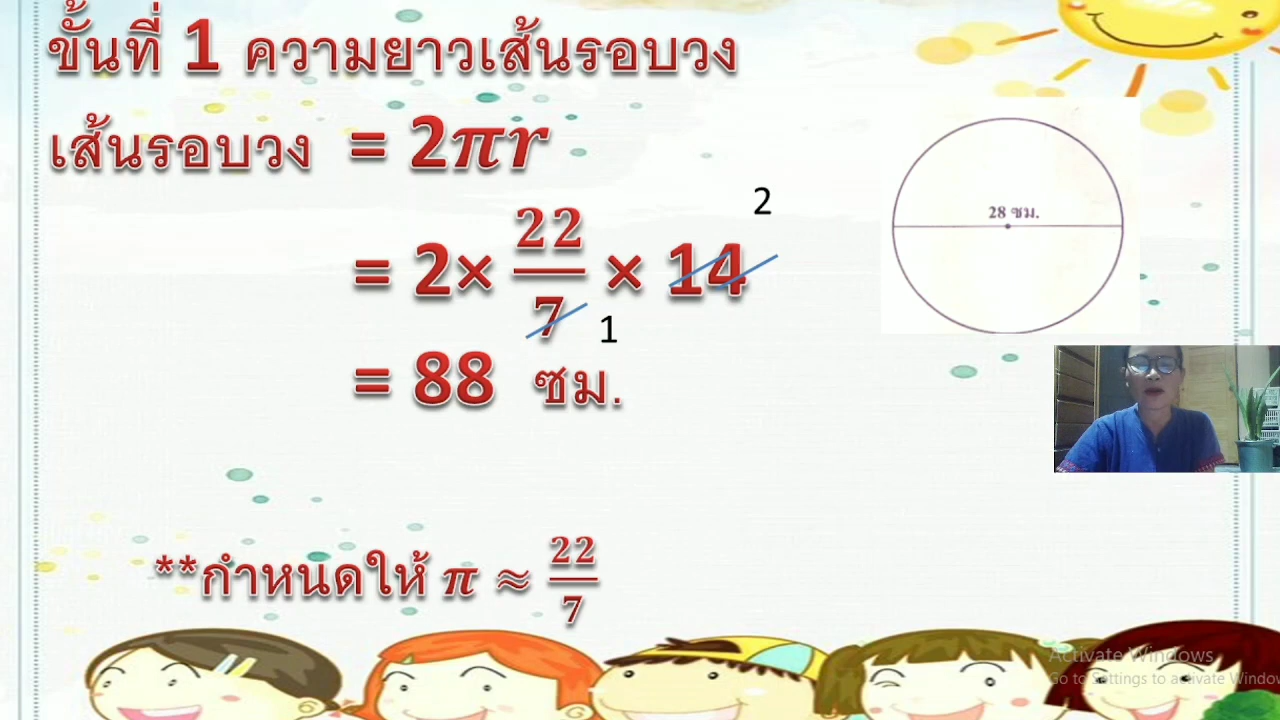 ขั้นที่ 1 ความยาวเส้นรอบวง
เส้นรอบวง = 2πr
2
= 2× 22/7 × 14
1
= 88 ซม.
28 ซม.
**กำหนดให้ π ≈ 22/7
Activate Windows
Go to Settings to activate Window